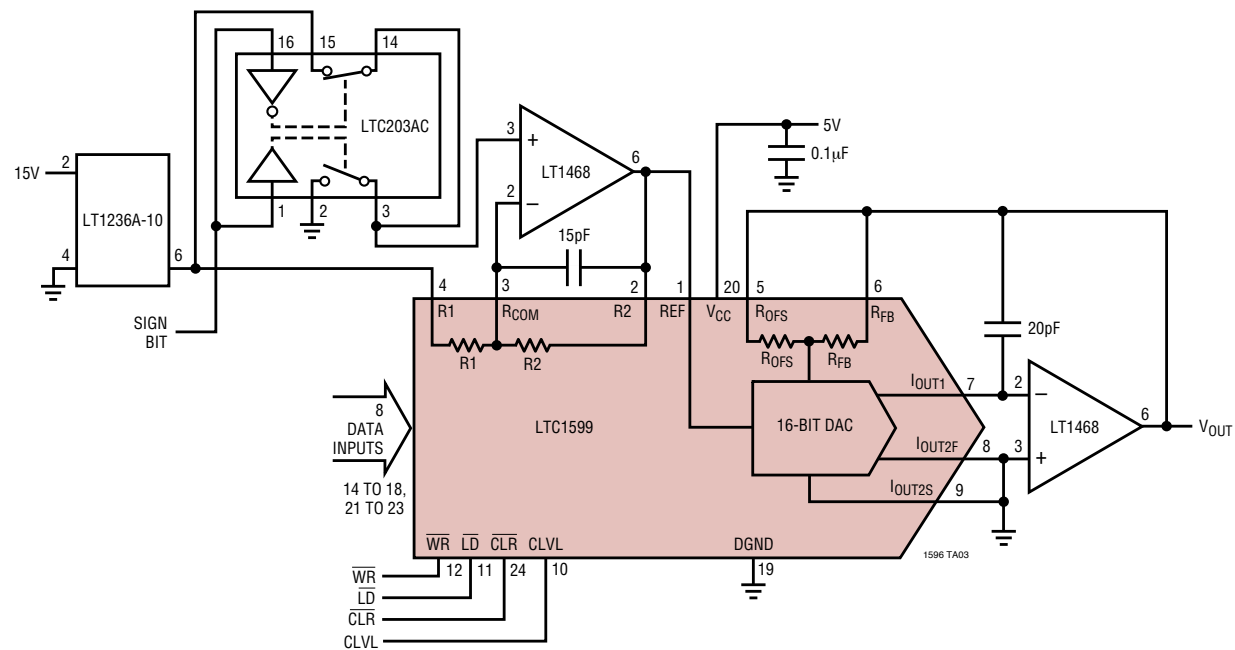 16 15 14
LTC203AC
1 2 3
15V 2
LT1236A-10
4 6
SIGN
BIT
3
+
LT1468
6
2
−
15pF
5V
0.1µF
4 3 2 1 20 5 6
R1 RCOM R2 REF VCC ROFS RFB
R1 R2
ROFS RFB
20pF
8
DATA
INPUTS
14 TO 18,
21 TO 23
LTC1599
16-BIT DAC
IOUT1 7
IOUT2F 8
IOUT2S 9
2
−
LT1468
6
3
+
VOUT
1596 TA03
WR LD CLR CLVL DGND
12 11 24 10 19
WR
LD
CLR
CLVL